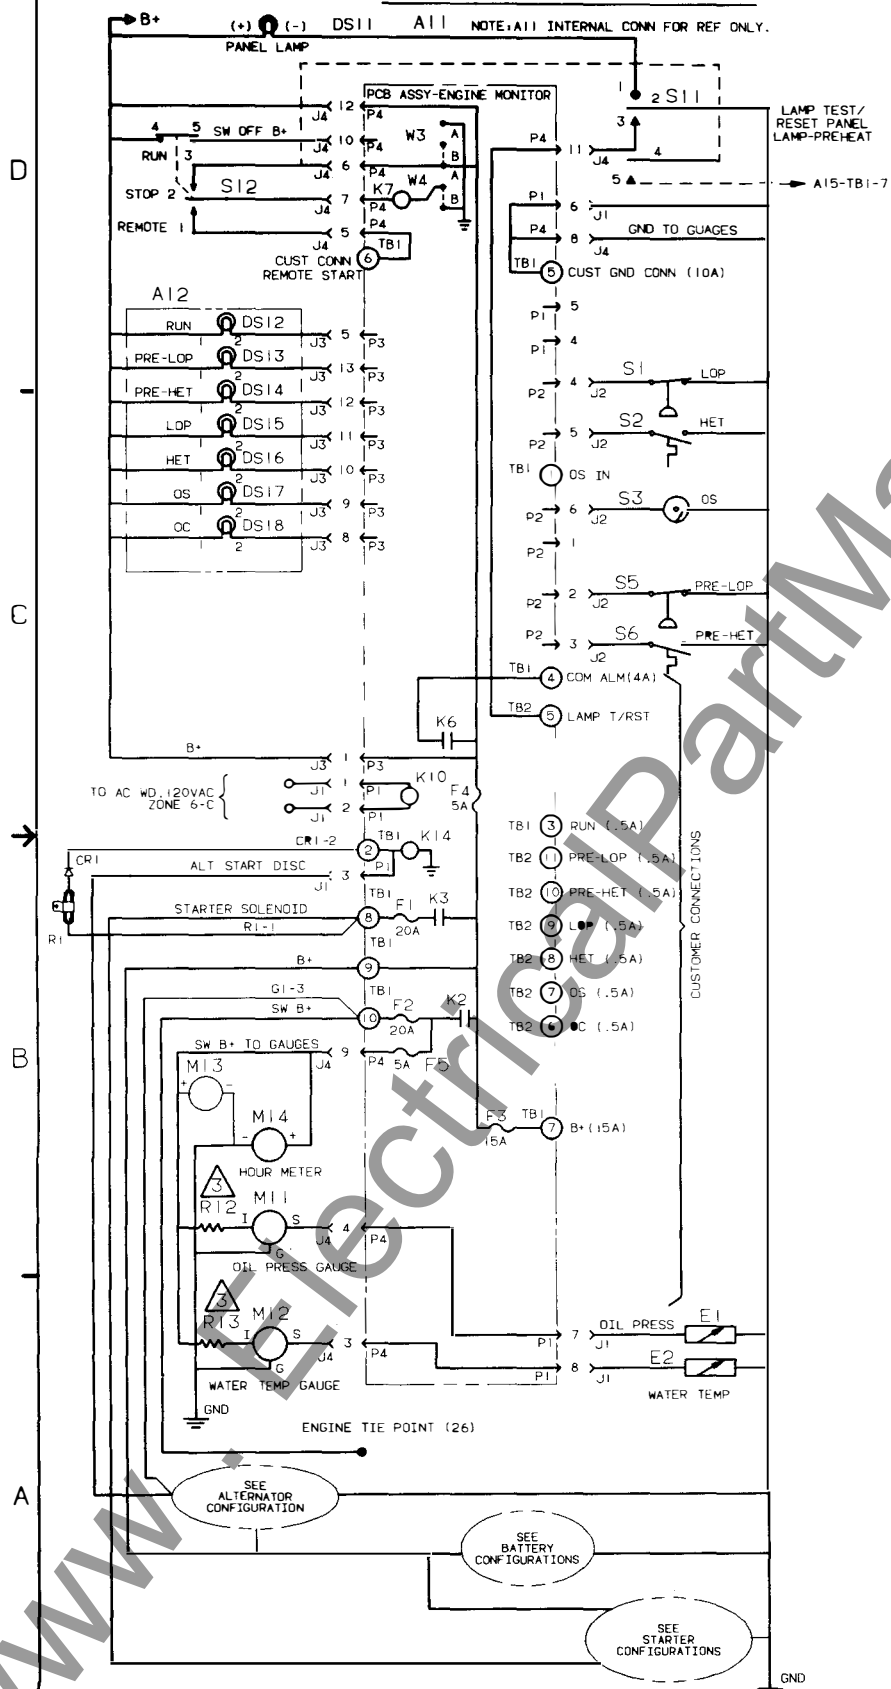 B+
(+) (-) DS11 A11 NOTE:A11 INTERNAL CONN FOR REF ONLY.
PANEL LAMP
PCB ASSY-ENGINE MONITOR
1
2 S11
3
4
5
LAMP TEST/
RESET PANEL
LAMP-PREHEAT
A15-TB1-7
D
12
J4 P4
4 5 SW OFF B+ 10
J4 P4
RUN 3
6
J4 P4
STOP 2 S12 7 K7 W4
J4 P4
REMOTE 1 5
J4 P4
W3
A
B
A
B
TB1
6
CUST CONN
REMOTE START
P4 11 J4
P1 6 J1
P4 8 GND TO GUAGES
J4
TB1 5 CUST GND CONN (10A)
P1 5
P1 4
A12
RUN DS12 2 J3 5 P3
PRE-LOP DS13 2 J3 13 P3
PRE-HET DS14 2 J3 12 P3
LOP DS15 2 J3 11 P3
HET DS16 2 J3 10 P3
OS DS17 2 J3 9 P3
OC DS18 2 J3 8 P3
P2 4 J2 S1 LOP
P2 5 J2 S2 HET
TB1 1 OS IN
P2 6 J2 S3 OS
P2 1
C
P2 2 J2 S5 PRE-LOP
P2 3 J2 S6 PRE-HET
TB1 4 COM ALM(4A)
TB2 5 LAMP T/RST
K6
B+ J3 1 P3
TO AC WD.120VAC
ZONE 6-C
J1 1 P1
K10
J1 2 P1
F4
5A
CR1-2 2 TB1 K14
CR1
ALT START DISC J1 3 P1
STARTER SOLENOID 8 TB1 F1 20A K3
R1-1
R1
B+ 9 TB1
G1-3
SW B+ 10 TB1 F2 20A K2
SW B+ TO GAUGES J4 9 P4 5A F5
TB1 3 RUN (.5A)
TB2 11 PRE-LOP (.5A)
TB2 10 PRE-HET (.5A)
TB2 9 LOP (.5A)
TB2 8 HET (.5A)
TB2 7 OS (.5A)
TB2 6 OC (.5A)
CUSTOMER CONNECTIONS
B
M13
+ -
M14
- +
HOUR METER
F3 15A TB1 7 B+(15A)
3
R12 I M11 S J4 4 P4
G
OIL PRESS GAUGE
3
R13 I M12 S J4 3 P4
G
WATER TEMP GAUGE
GND
P1 7 J1 OIL PRESS E1
P1 8 J1 E2
WATER TEMP
ENGINE TIE POINT (26)
A
SEE
ALTERNATOR
CONFIGURATION
SEE
BATTERY
CONFIGURATIONS
SEE
STARTER
CONFIGURATIONS
GND
www.ElectricalPartMa